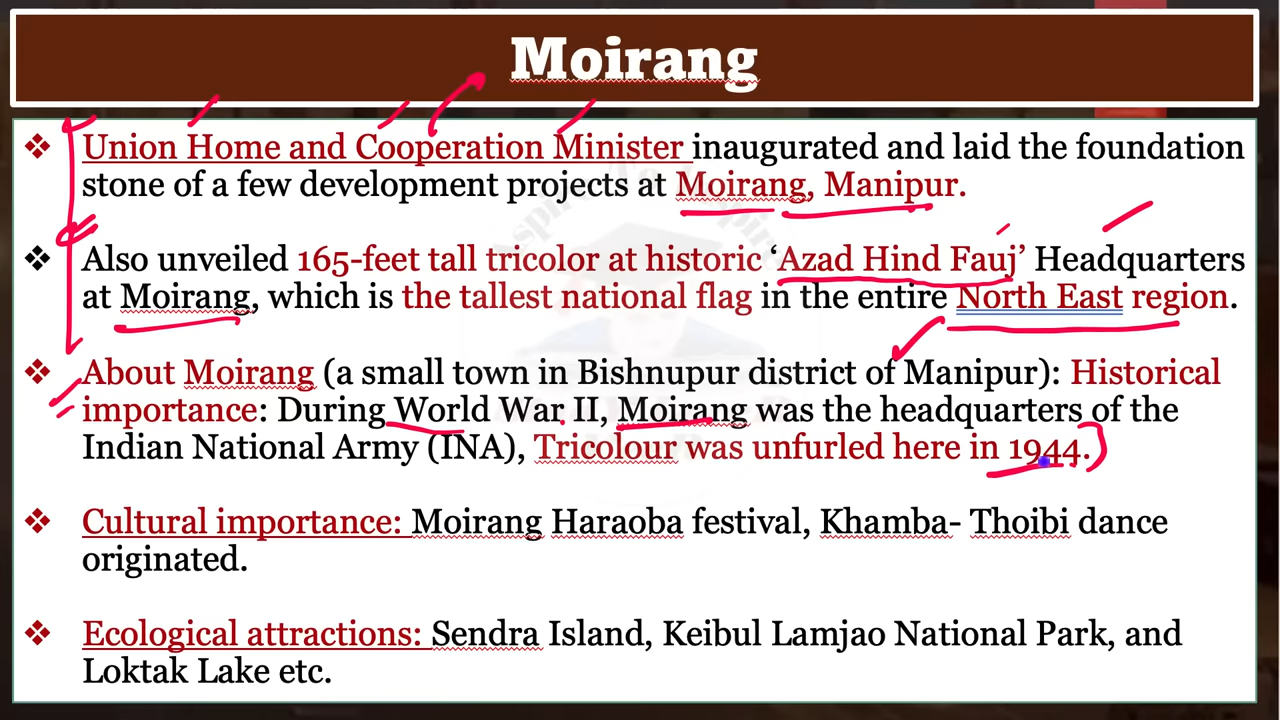 Moirang
❖ Union Home and Cooperation Minister inaugurated and laid the foundation
stone of a few development projects at Moirang, Manipur.
❖ Also unveiled 165-feet tall tricolor at historic ‘Azad Hind Fauj’ Headquarters
at Moirang, which is the tallest national flag in the entire North East region.
❖ About Moirang (a small town in Bishnupur district of Manipur): Historical
importance: During World War II, Moirang was the headquarters of the
Indian National Army (INA), Tricolour was unfurled here in 1944.
❖ Cultural importance: Moirang Haraoba festival, Khamba- Thoibi dance
originated.
❖ Ecological attractions: Sendra Island, Keibul Lamjao National Park, and
Loktak Lake etc.